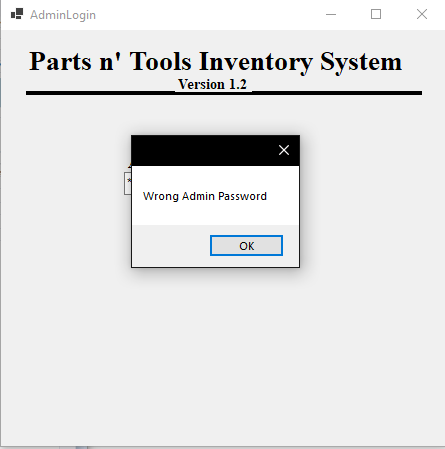 AdminLogin
Parts n' Tools Inventory System
Version 1.2
Wrong Admin Password
OK